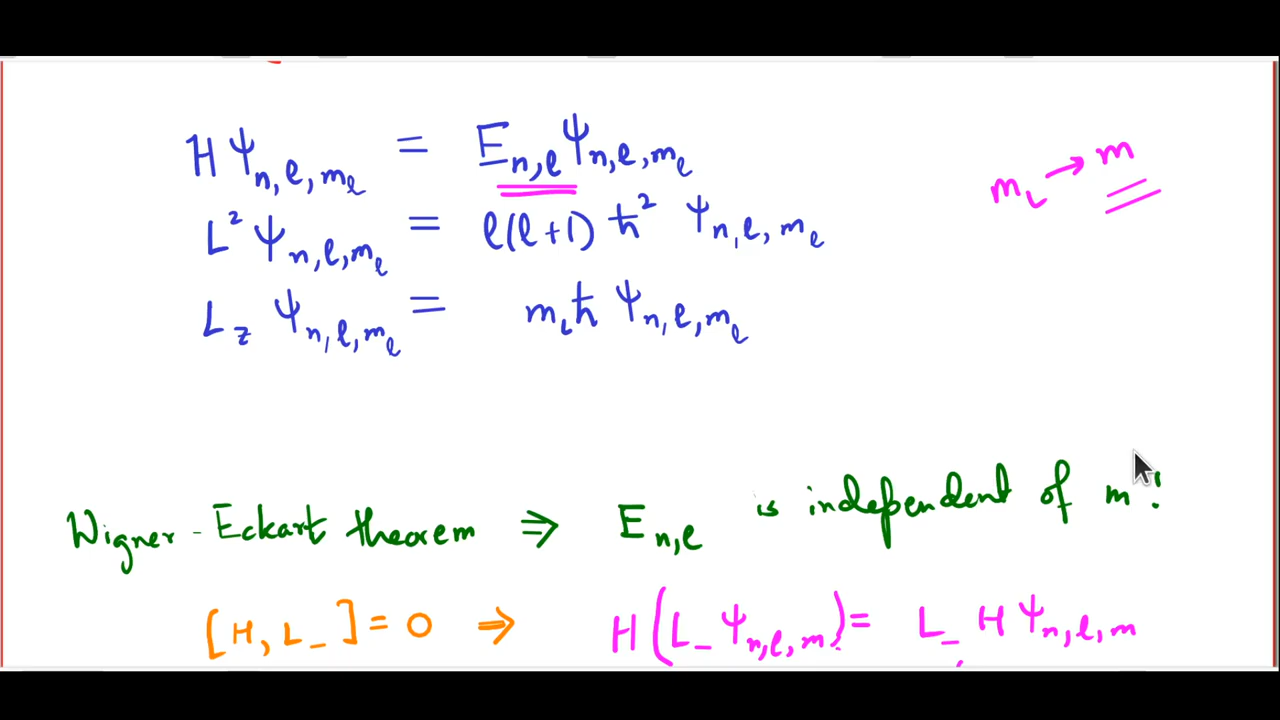 H Ψ_{n,ℓ,m_ℓ} = E_{n,ℓ} Ψ_{n,ℓ,m_ℓ}
m_ℓ → m
L² Ψ_{n,ℓ,m_ℓ} = ℓ(ℓ+1) ħ² Ψ_{n,ℓ,m_ℓ}
L_z Ψ_{n,ℓ,m_ℓ} = m_ℓ ħ Ψ_{n,ℓ,m_ℓ}
Wigner-Eckart theorem ⇒ E_{n,ℓ} is independent of m!
[H, L_-] = 0 ⇒ H(L_- Ψ_{n,ℓ,m}) = L_- H Ψ_{n,ℓ,m}